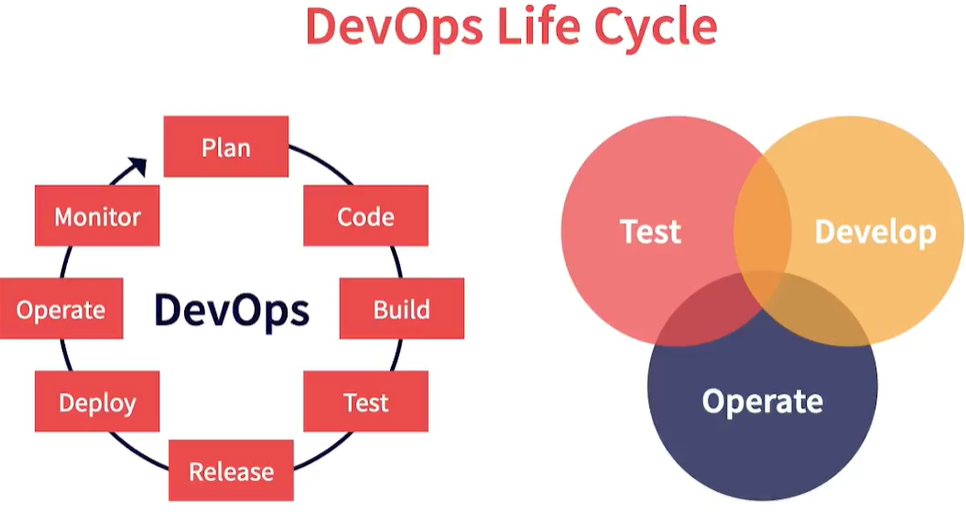 DevOps Life Cycle
Plan
Code
Build
Test
Release
Deploy
Operate
Monitor
DevOps
Test
Develop
Operate